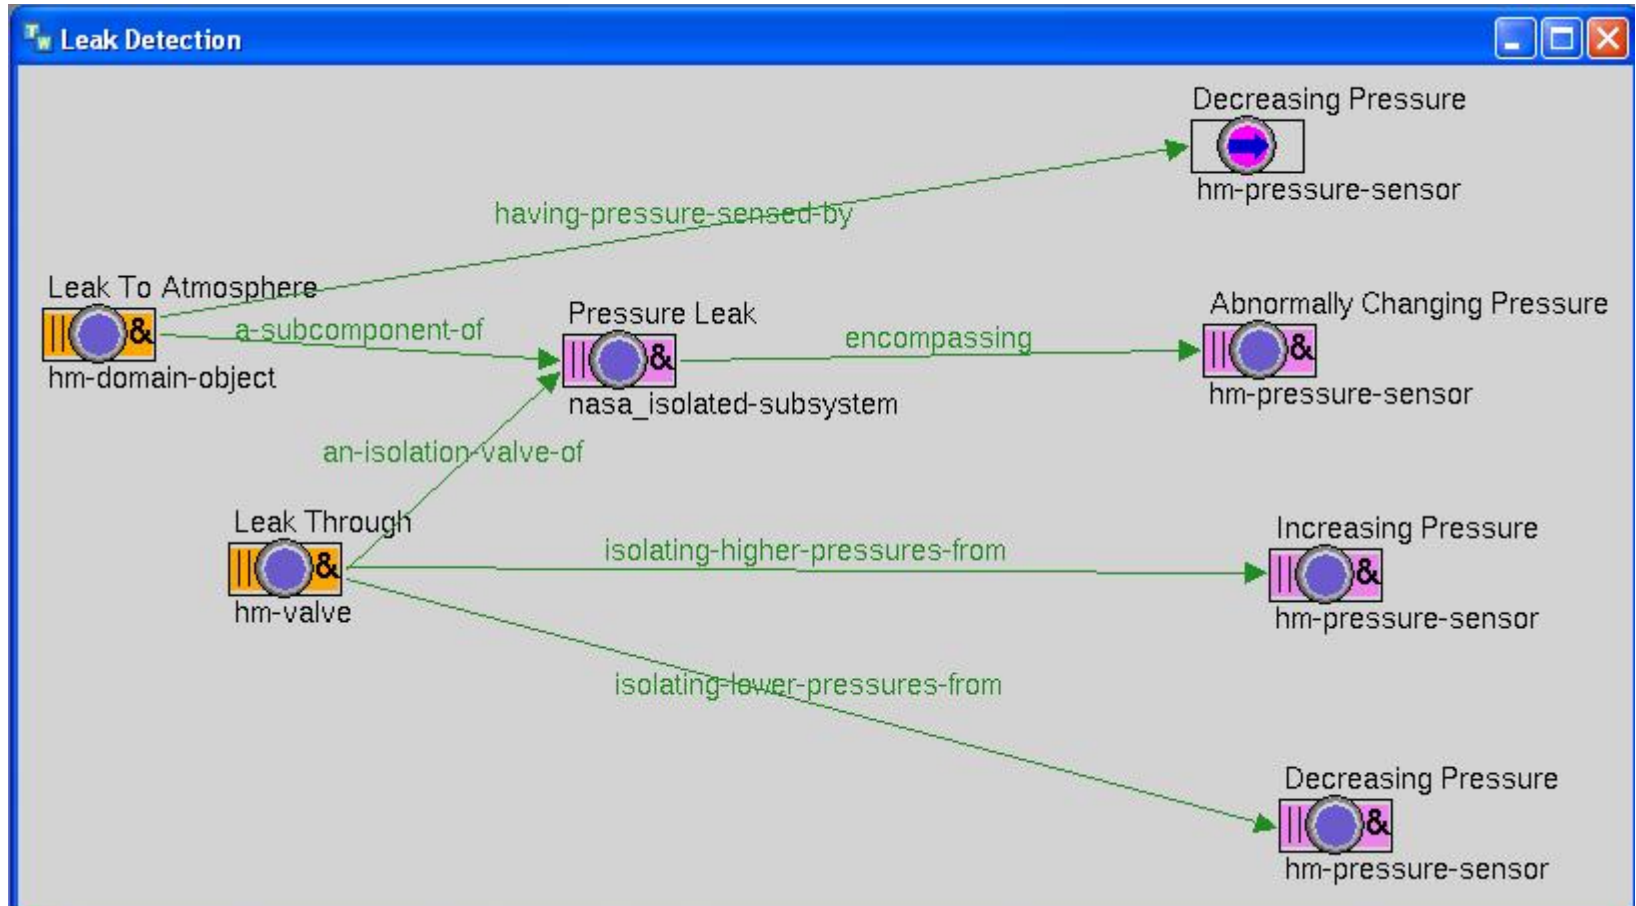 TW Leak Detection
Decreasing Pressure
hm-pressure-sensor
having-pressure-sensed-by
Leak To Atmosphere
&
hm-domain-object
a-subcomponent-of
Pressure Leak
&
nasa_isolated-subsystem
encompassing
Abnormally Changing Pressure
&
hm-pressure-sensor
an-isolation-valve-of
Leak Through
&
hm-valve
isolating-higher-pressures-from
Increasing Pressure
&
hm-pressure-sensor
isolating-lower-pressures-from
Decreasing Pressure
&
hm-pressure-sensor